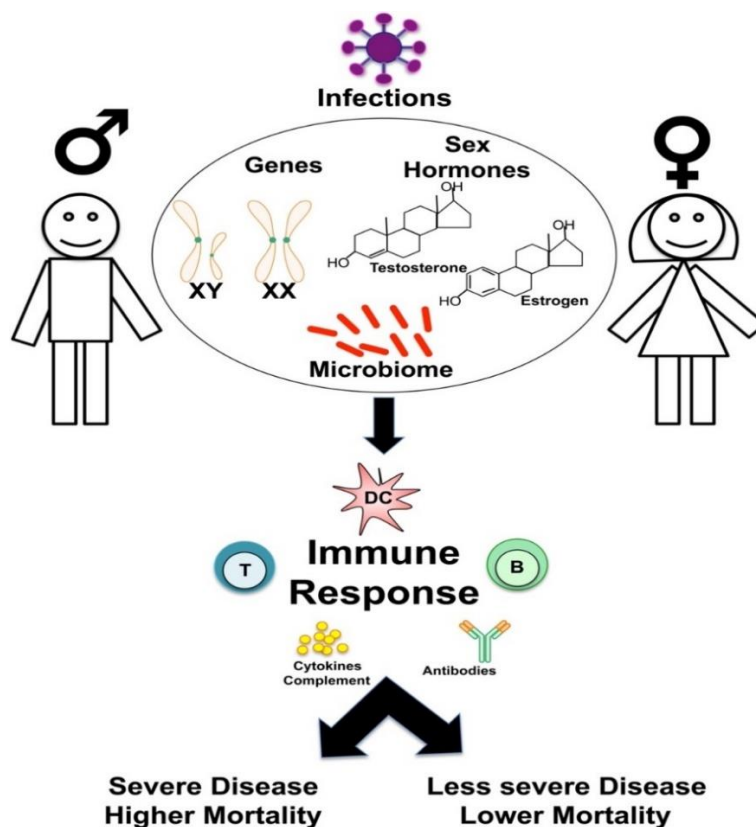 Infections
Genes
Sex
Hormones
OH
HO
Testosterone
OH
HO
Estrogen
XY
XX
Microbiome
DC
Immune
Response
T
B
Cytokines
Complement
Antibodies
Severe Disease
Higher Mortality
Less severe Disease
Lower Mortality